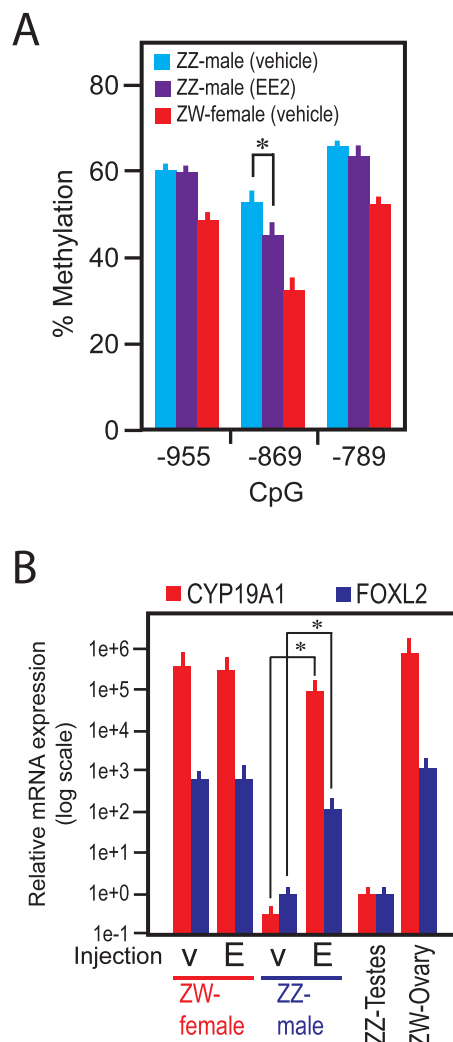 A
ZZ-male (vehicle)
ZZ-male (EE2)
ZW-female (vehicle)
80
60
40
20
0
% Methylation
*
-955
-869
-789
CpG
B
CYP19A1
FOXL2
Relative mRNA expression
(log scale)
1e+6
1e+5
1e+4
1e+3
1e+2
1e+1
1e+0
1e-1
*
*
Injection
v
E
v
E
ZW-
female
ZZ-
male
ZZ-Testes
ZW-Ovary